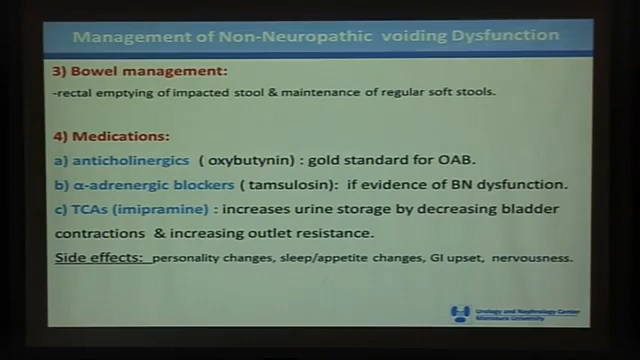 Management of Non-Neuropathic voiding Dysfunction
3) Bowel management:
-rectal emptying of impacted stool & maintenance of regular soft stools.
4) Medications:
a) anticholinergics ( oxybutynin) : gold standard for OAB.
b) α-adrenergic blockers ( tamsulosin): if evidence of BN dysfunction.
c) TCAs (imipramine) : increases urine storage by decreasing bladder
contractions & increasing outlet resistance.
Side effects: personality changes, sleep/appetite changes, GI upset, nervousness.
Urology and Nephrology Center
Mansoura University